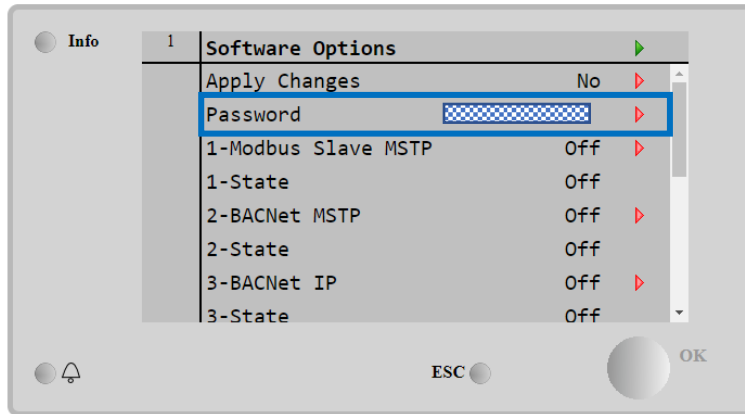 Info
1 Software Options
Apply Changes No
Password
1-Modbus Slave MSTP Off
1-State Off
2-BACNet MSTP Off
2-State Off
3-BACNet IP Off
3-State Off
ESC OK